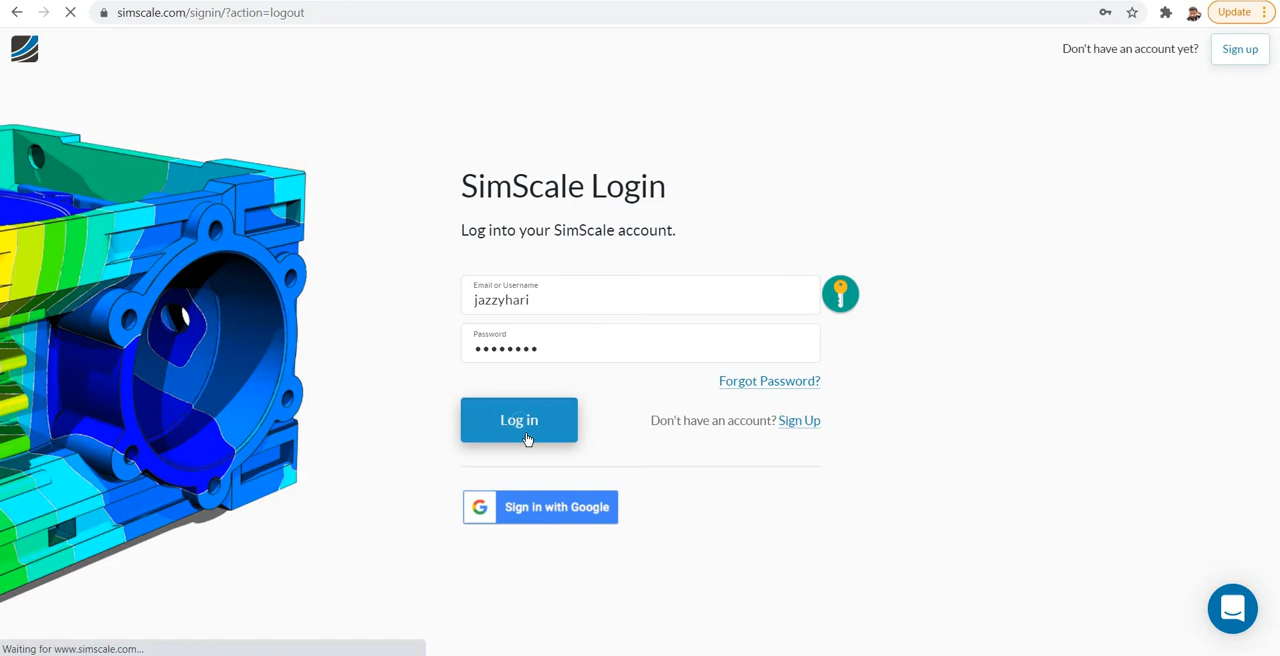 simscale.com/signin/?action=logout
Update
Don't have an account yet?
Sign up
SimScale Login
Log into your SimScale account.
Email or Username
jazzyhari
Password
••••••••
Forgot Password?
Log in
Don't have an account? Sign Up
G Sign in with Google
Waiting for www.simscale.com...